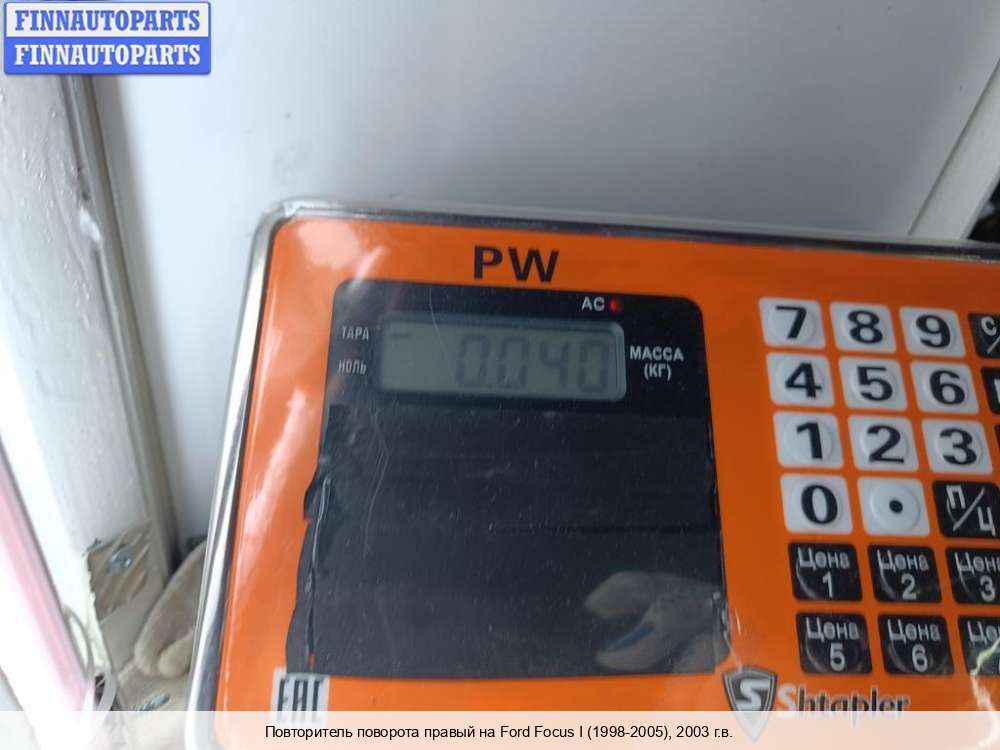 FINNAUTOPARTS
FINNAUTOPARTS
PW
AC
ТАРА
НОЛЬ
- 0.040
МАССА
(КГ)
7 8 9 С/
4 5 6
1 2 3
0 . П/Ц
Цена 1 Цена 2 Цена 3
Цена 5 Цена 6
EAC
S Shtapler
Повторитель поворота правый на Ford Focus I (1998-2005), 2003 г.в.